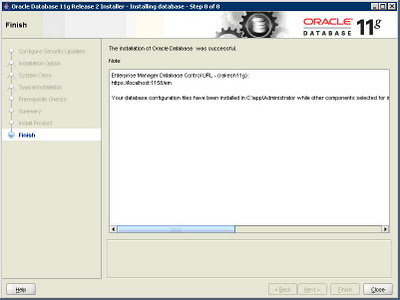 Oracle Database 11g Release 2 Installer - Installing database - Step 8 of 8
Finish
ORACLE
DATABASE
11g
Configure Security Updates
Installation Option
System Class
Typical Installation
Prerequisite Checks
Summary
Install Product
Finish
The installation of Oracle Database was successful.
Note:
Enterprise Manager Database Control URL - (rakesh11g) :
https://localhost:1158/em
Your database configuration files have been installed in C:\app\Administrator while other components selected for
Help
< Back
Next >
Finish
Close